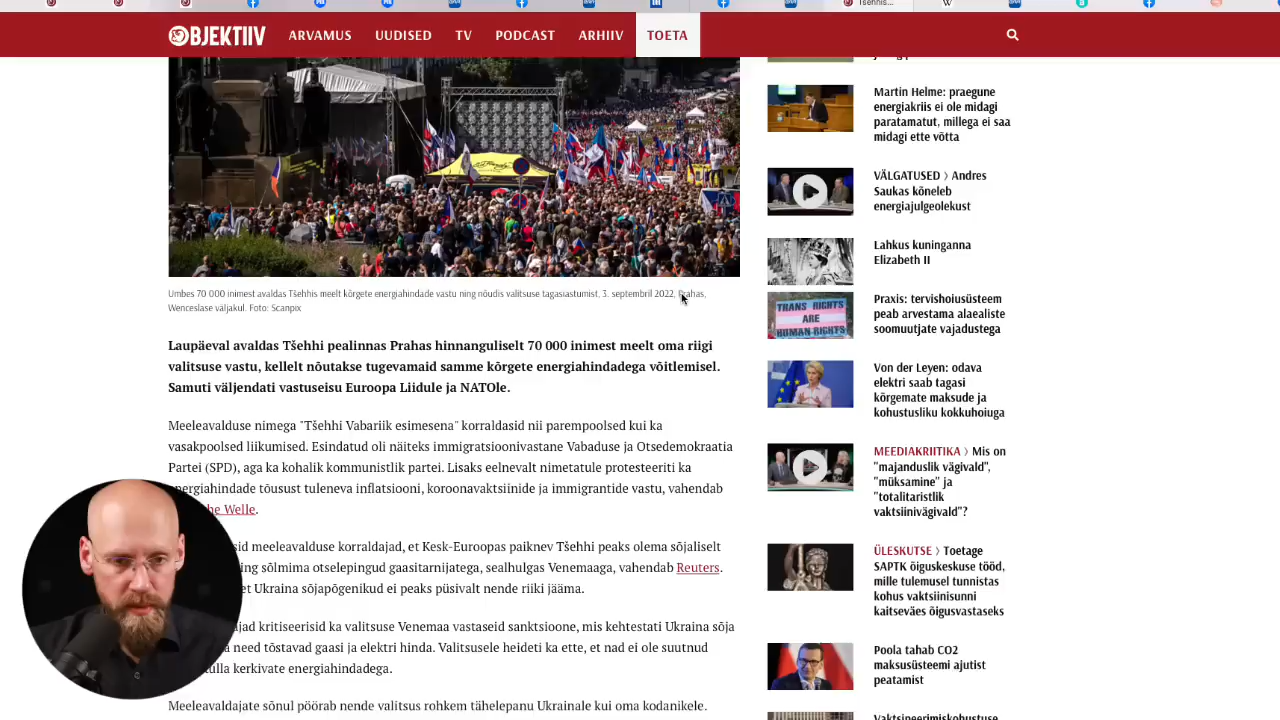 Tšehhis...
OBJEKTIIV
ARVAMUS
UUDISED
TV
PODCAST
ARHIIV
TOETA
Umbes 70 000 inimest avaldas Tšehhis meelt kõrgete energiahindade vastu ning nõudis valitsuse tagasiastumist, 3. septembril 2022, Prahas,
Wenceslase väljakul. Foto: Scanpix
Laupäeval avaldas Tšehhi pealinnas Prahas hinnanguliselt 70 000 inimest meelt oma riigi
valitsuse vastu, kellelt nõutakse tugevamaid samme kõrgete energiahindadega võitlemisel.
Samuti väljendati vastuseisu Euroopa Liidule ja NATOle.
Meeleavalduse nimega "Tšehhi Vabariik esimesena" korraldasid nii parempoolsed kui ka
vasakpoolsed liikumised. Esindatud oli näiteks immigratsioonivastane Vabaduse ja Otsedemokraatia
Partei (SPD), aga ka kohalik kommunistlik partei. Lisaks eelnevalt nimetatule protesteeriti ka
energiahindade tõusust tuleneva inflatsiooni, koroonavaktsiinide ja immigrantide vastu, vahendab
he Welle.
sid meeleavalduse korraldajad, et Kesk-Euroopas paiknev Tšehhi peaks olema sõjaliselt
ing sõlmima otselepingud gaasitarnijatega, sealhulgas Venemaaga, vahendab Reuters.
et Ukraina sõjapõgenikud ei peaks püsivalt nende riiki jääma.
ajad kritiseerisid ka valitsuse Venemaa vastaseid sanktsioone, mis kehtestati Ukraina sõja
a need tõstavad gaasi ja elektri hinda. Valitsusele heideti ka ette, et nad ei ole suutnud
tulla kerkivate energiahindadega.
Meeleavaldajate sõnul pöörab nende valitsus rohkem tähelepanu Ukrainale kui oma kodanikele.
Martin Helme: praegune
energiakriis ei ole midagi
paratamatut, millega ei saa
midagi ette võtta
VÄLGATUSED 〉 Andres
Saukas kõneleb
energiajulgeolekust
Lahkus kuninganna
Elizabeth II
TRANS RIGHTS
ARE
HUMAN RIGHTS
Praxis: tervishoiusüsteem
peab arvestama alaealiste
soomuutjate vajadustega
Von der Leyen: odava
elektri saab tagasi
kõrgemate maksude ja
kohustusliku kokkuhoiuga
MEEDIAKRIITIKA 〉 Mis on
"majanduslik vägivald",
"müksamine" ja
"totalitaristlik
vaktsiinivägivald"?
ÜLESKUTSE 〉 Toetage
SAPTK õiguskeskuse tööd,
mille tulemusel tunnistas
kohus vaktsiinisunni
kaitseväes õigusvastaseks
Poola tahab CO2
maksusüsteemi ajutist
peatamist
Vaktsineerimiskohustuse